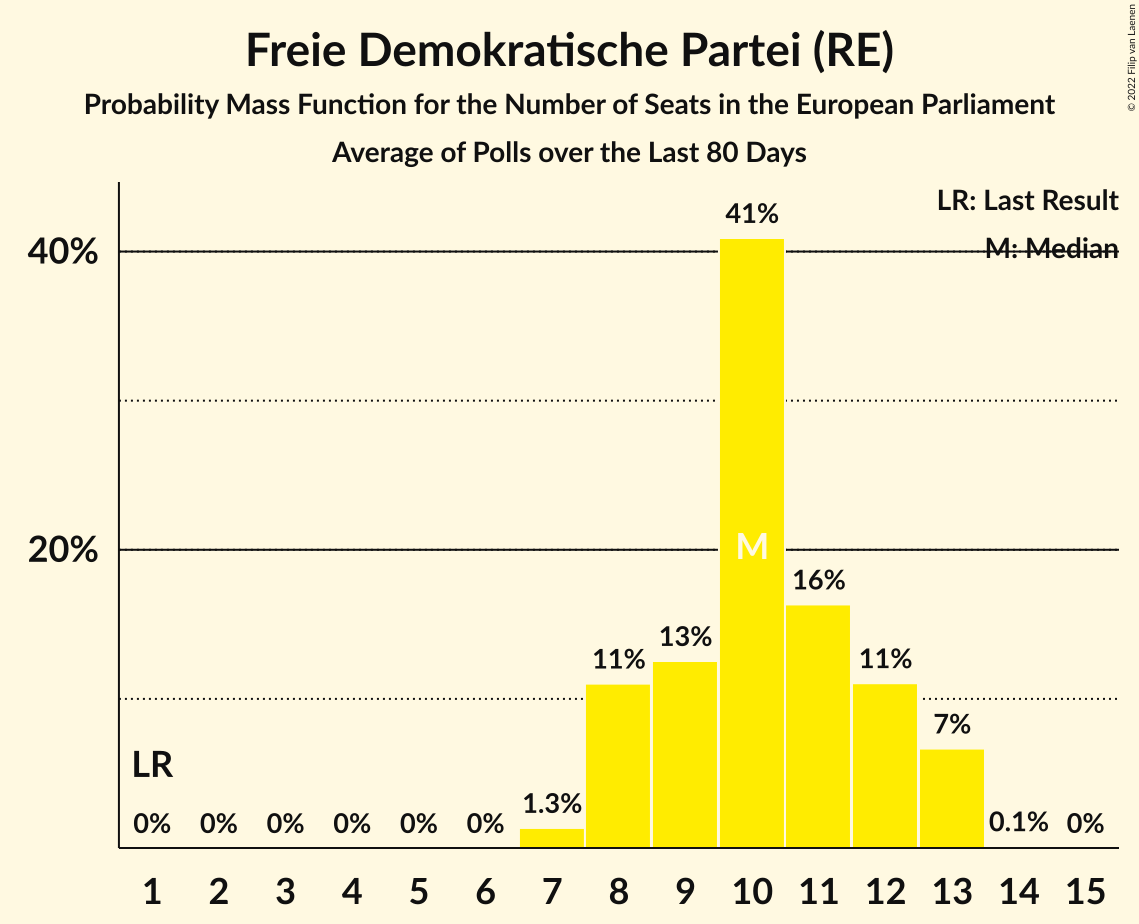 Freie Demokratische Partei (RE)
Probability Mass Function for the Number of Seats in the European Parliament
Average of Polls over the Last 80 Days
© 2022 Filip van Laenen
LR: Last Result
M: Median
40%
20%
41%
M
16%
13%
11%
11%
7%
LR
1.3%
0% 0% 0% 0% 0% 0% 0.1% 0%
1 2 3 4 5 6 7 8 9 10 11 12 13 14 15